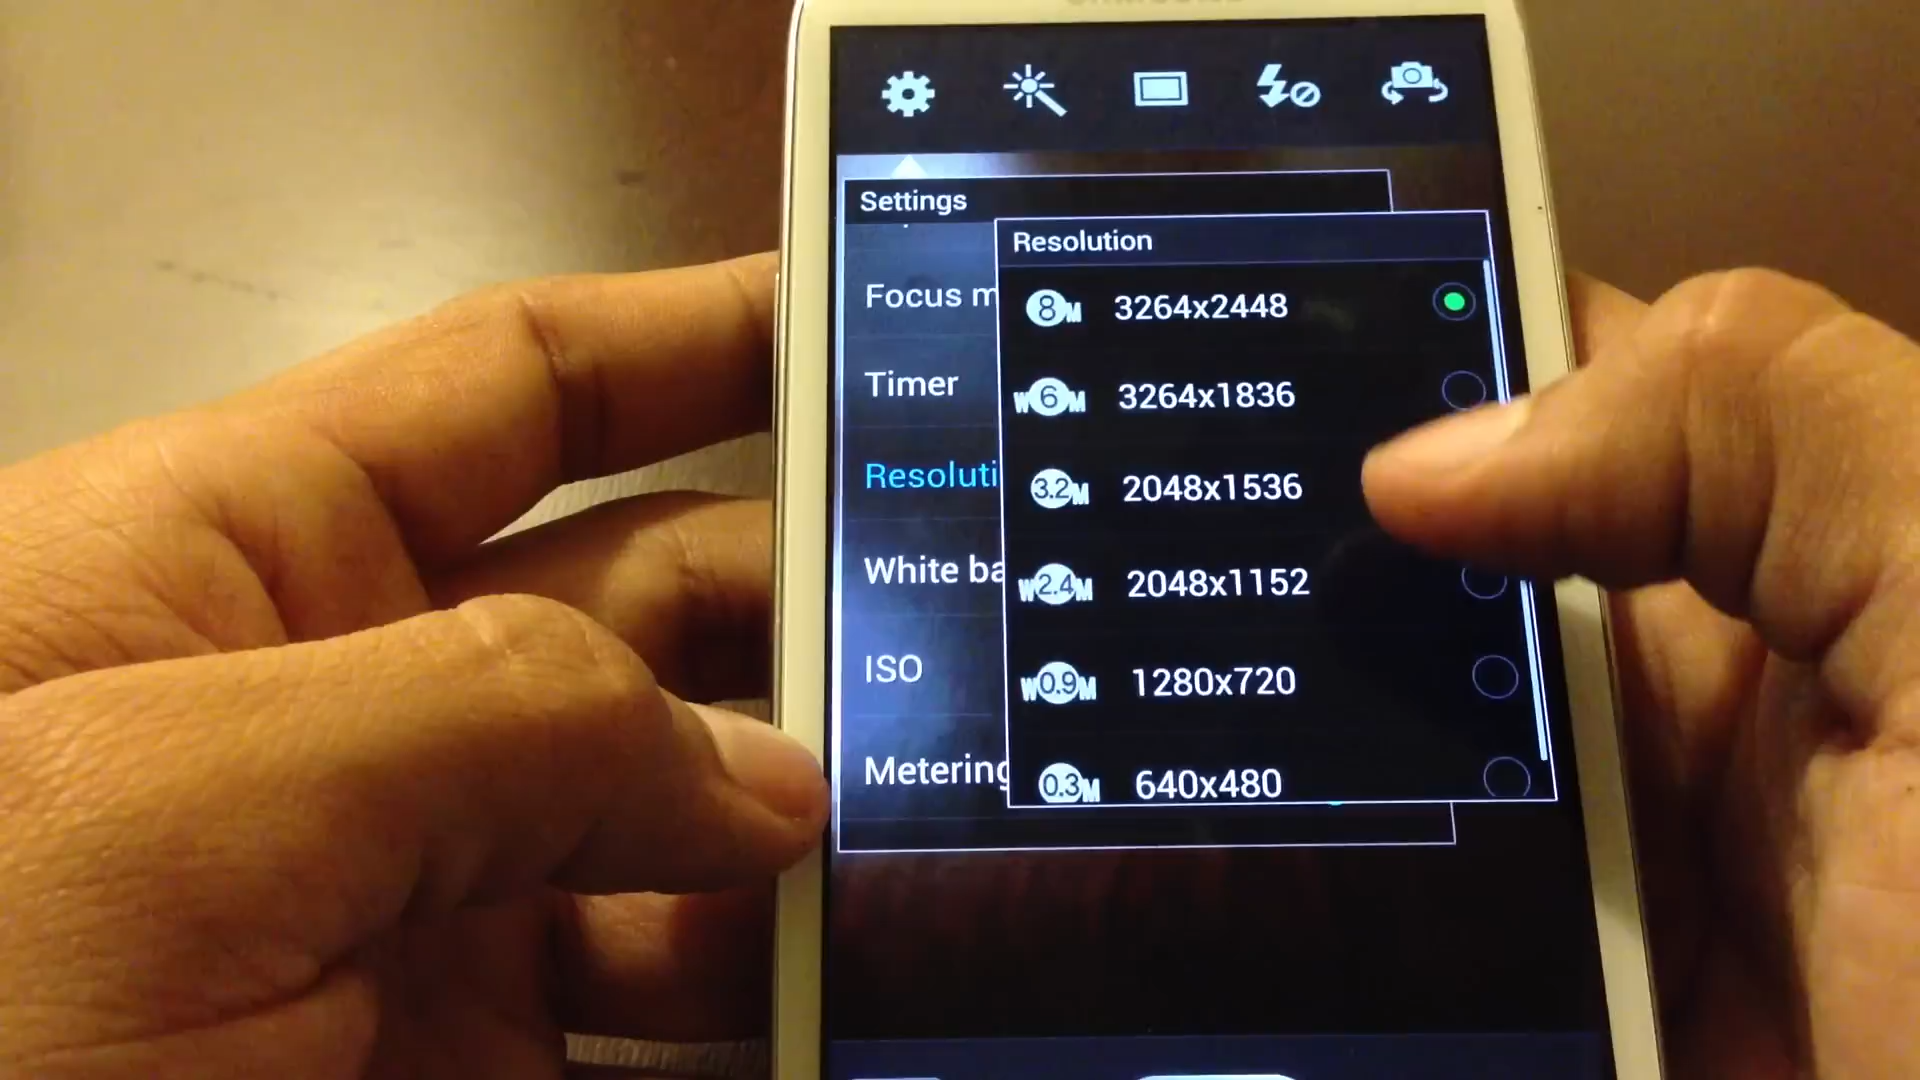 Settings
Resolution
Focus m
8M 3264x2448
Timer
W6M 3264x1836
Resoluti
3.2M 2048x1536
White ba
W2.4M 2048x1152
ISO
W0.9M 1280x720
Metering
0.3M 640x480